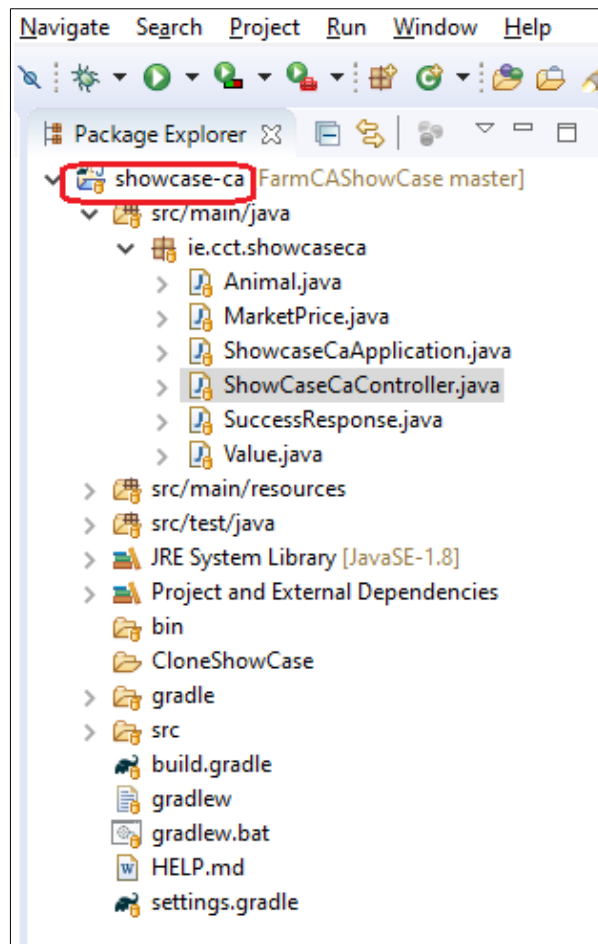 Navigate Search Project Run Window Help
Package Explorer
showcase-ca [FarmCAShowCase master]
src/main/java
ie.cct.showcaseca
Animal.java
MarketPrice.java
ShowcaseCaApplication.java
ShowCaseCaController.java
SuccessResponse.java
Value.java
src/main/resources
src/test/java
JRE System Library [JavaSE-1.8]
Project and External Dependencies
bin
CloneShowCase
gradle
src
build.gradle
gradlew
gradlew.bat
HELP.md
settings.gradle